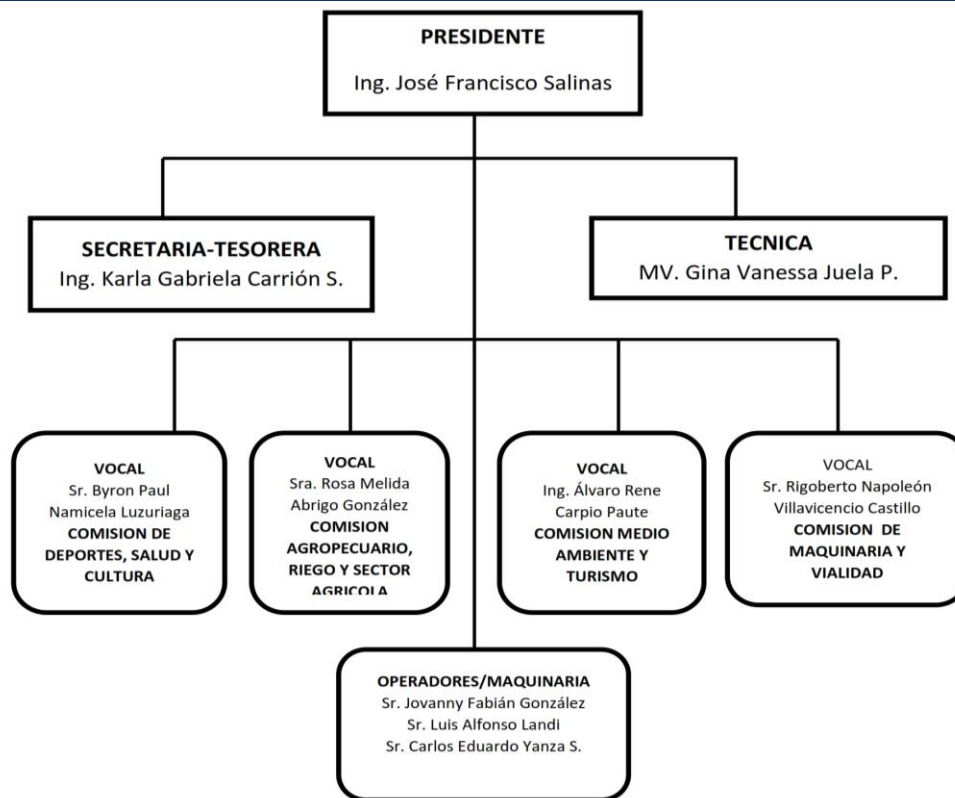 PRESIDENTE
Ing. José Francisco Salinas
SECRETARIA-TESORERA
Ing. Karla Gabriela Carrión S.
TECNICA
MV. Gina Vanessa Juela P.
VOCAL
Sr. Byron Paul
Namicela Luzuriaga
COMISION DE
DEPORTES, SALUD Y
CULTURA
VOCAL
Sra. Rosa Melida
Abrigo González
COMISION
AGROPECUARIO,
RIEGO Y SECTOR
AGRICOLA
VOCAL
Ing. Álvaro Rene
Carpio Paute
COMISION MEDIO
AMBIENTE Y
TURISMO
VOCAL
Sr. Rigoberto Napoleón
Villavicencio Castillo
COMISION DE
MAQUINARIA Y
VIALIDAD
OPERADORES/MAQUINARIA
Sr. Jovanny Fabián González
Sr. Luis Alfonso Landi
Sr. Carlos Eduardo Yanza S.